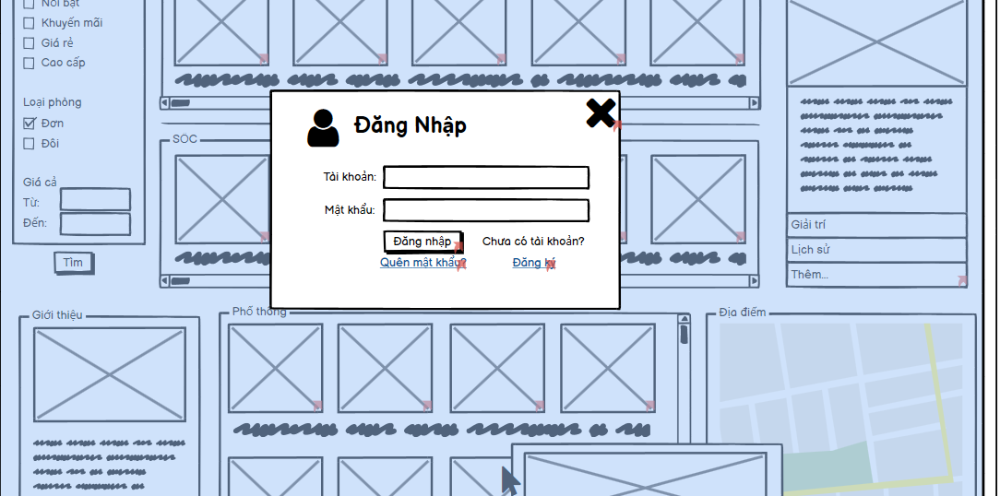 Nổi bật
Khuyến mãi
Giá rẻ
Cao cấp
Loại phòng
Đơn
Đôi
Giá cả
Từ:
Đến:
Tìm
SỐC
Đăng Nhập
Tài khoản:
Mật khẩu:
Đăng nhập
Chưa có tài khoản?
Quên mật khẩu?
Đăng ký
Giải trí
Lịch sử
Thêm...
Giới thiệu
Phổ thông
Địa điểm